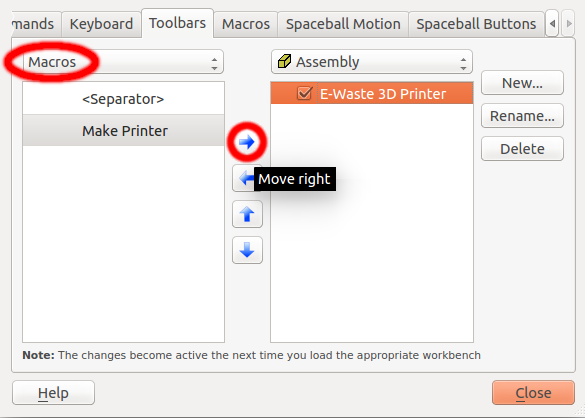 mands Keyboard Toolbars Macros Spaceball Motion Spaceball Buttons
Macros
Assembly
<Separator>
Make Printer
E-Waste 3D Printer
New...
Rename...
Delete
Move right
Note: The changes become active the next time you load the appropriate workbench
Help
Close